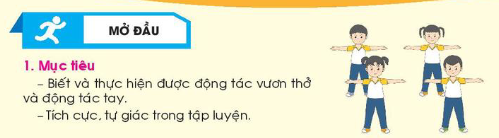 MỞ ĐẦU
1. Mục tiêu
– Biết và thực hiện được động tác vươn thở
và động tác tay.
– Tích cực, tự giác trong tập luyện.